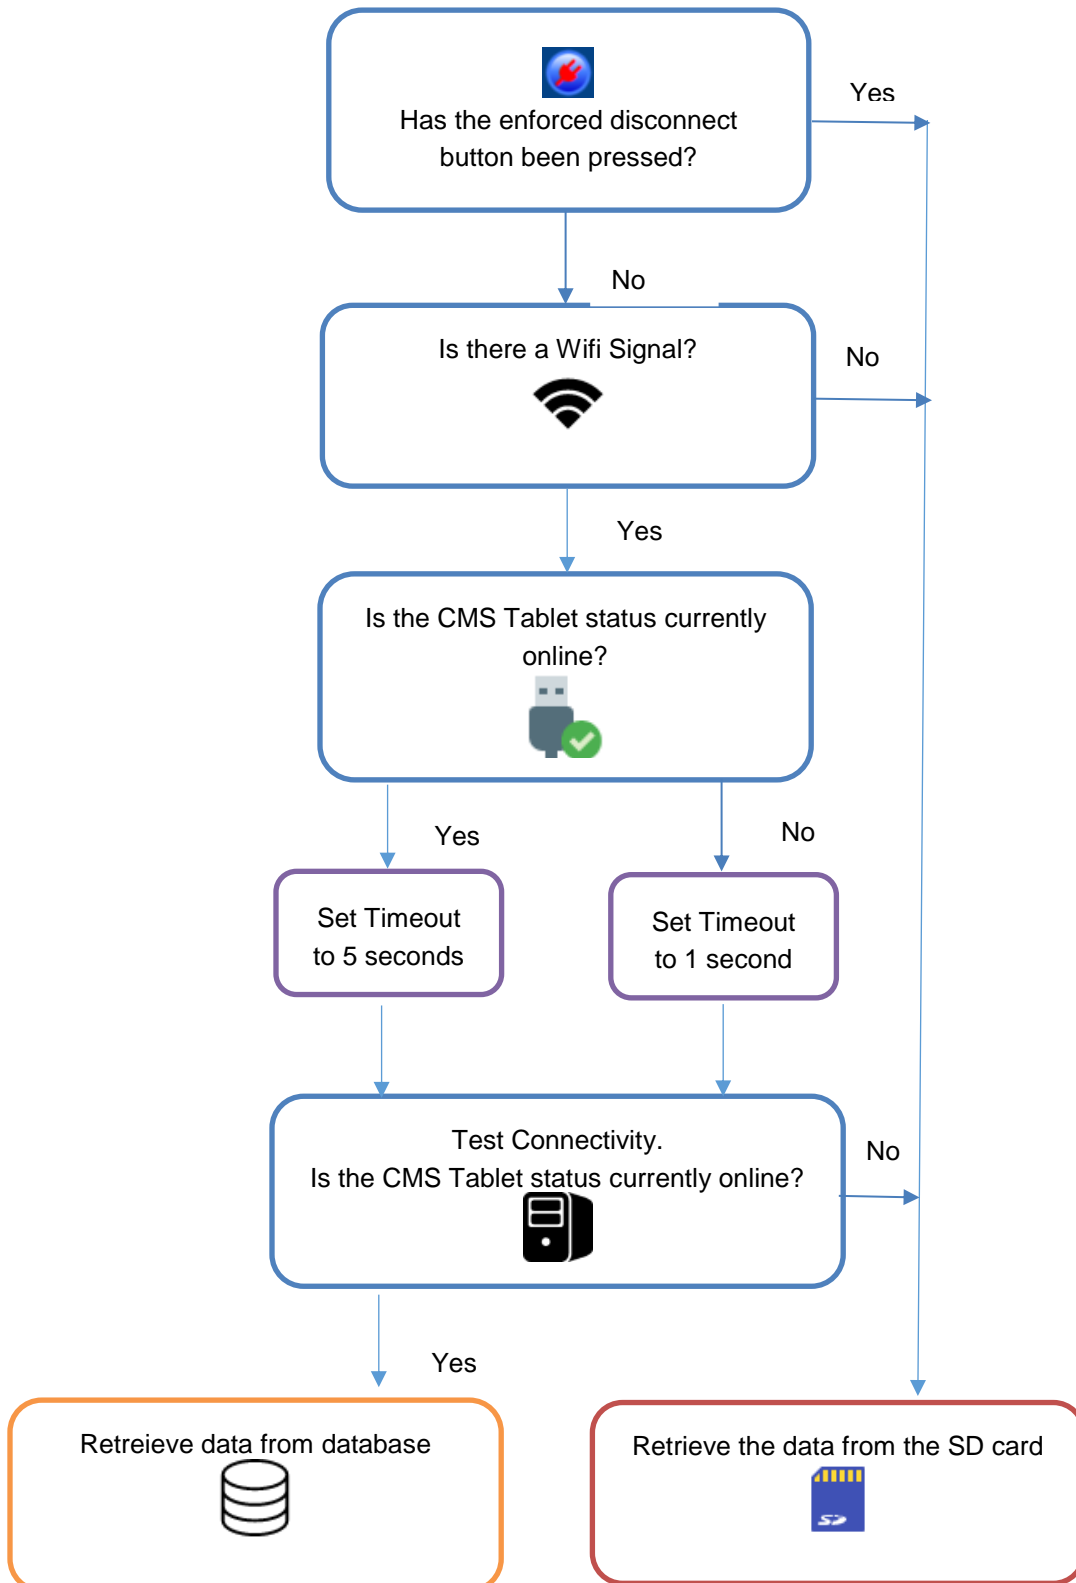 Has the enforced disconnect
button been pressed?
Yes
No
Is there a Wifi Signal?
No
Yes
Is the CMS Tablet status currently
online?
Yes
No
Set Timeout
to 5 seconds
Set Timeout
to 1 second
Test Connectivity.
Is the CMS Tablet status currently online?
No
Yes
Retreieve data from database
Retrieve the data from the SD card
SD